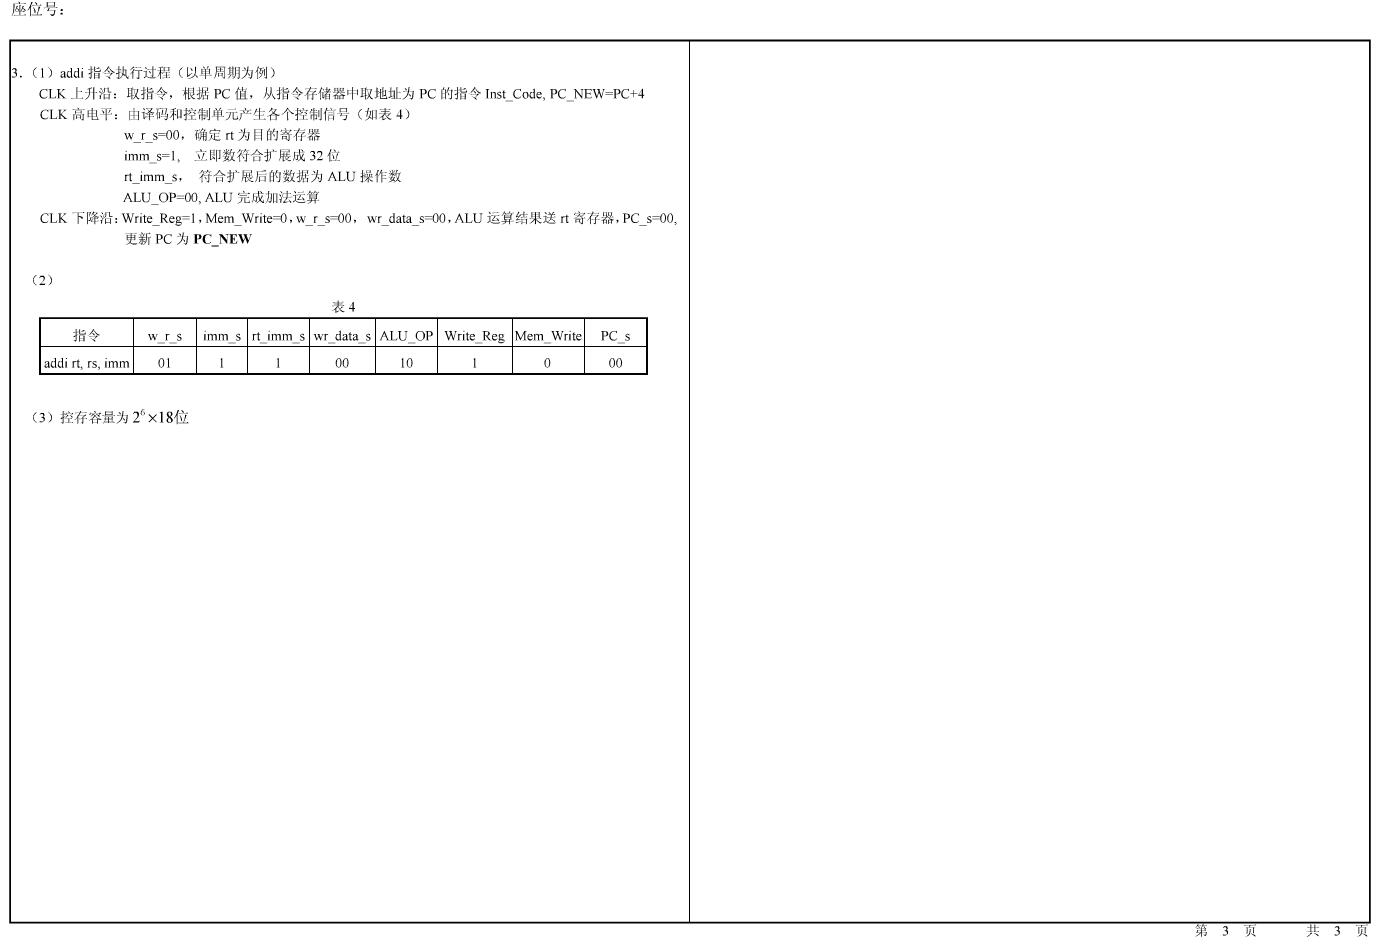 座位号：
3.（1）addi 指令执行过程（以单周期为例）
CLK 上升沿：取指令，根据 PC 值，从指令存储器中取地址为 PC 的指令 Inst_Code, PC_NEW=PC+4
CLK 高电平：由译码和控制单元产生各个控制信号（如表 4）
w_r_s=00，确定 rt 为目的寄存器
imm_s=1, 立即数符合扩展成 32 位
rt_imm_s， 符合扩展后的数据为 ALU 操作数
ALU_OP=00, ALU 完成加法运算
CLK 下降沿：Write_Reg=1，Mem_Write=0，w_r_s=00， wr_data_s=00，ALU 运算结果送 rt 寄存器，PC_s=00,
更新 PC 为 PC_NEW
（2）
表 4
指令 w_r_s imm_s rt_imm_s wr_data_s ALU_OP Write_Reg Mem_Write PC_s
addi rt, rs, imm 01 1 1 00 10 1 0 00
（3）控存容量为 2⁶×18位
第 3 页 共 3 页